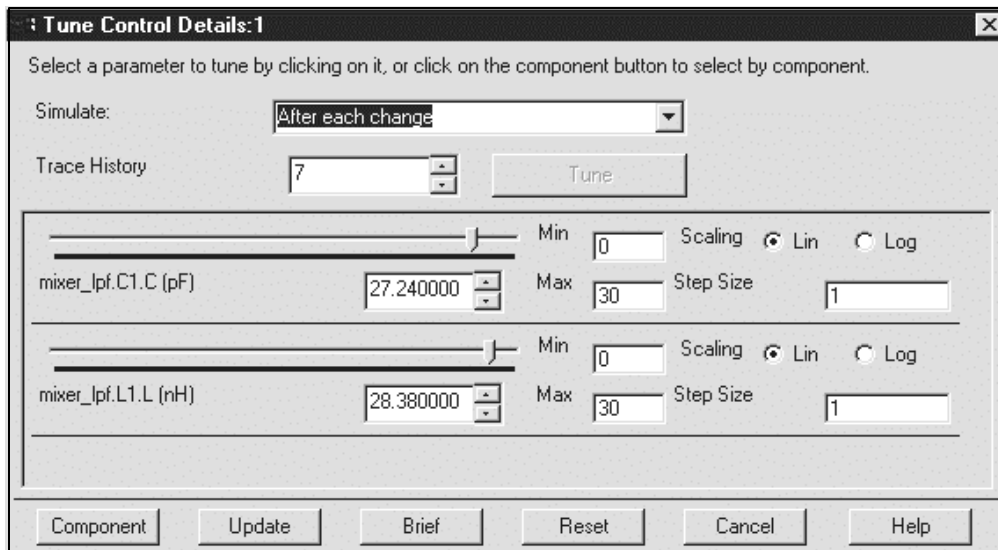 Tune Control Details:1
Select a parameter to tune by clicking on it, or click on the component button to select by component.
Simulate: After each change
Trace History 7 Tune
Min 0 Scaling Lin Log
mixer_lpf.C1.C (pF) 27.240000 Max 30 Step Size 1
Min 0 Scaling Lin Log
mixer_lpf.L1.L (nH) 28.380000 Max 30 Step Size 1
Component Update Brief Reset Cancel Help